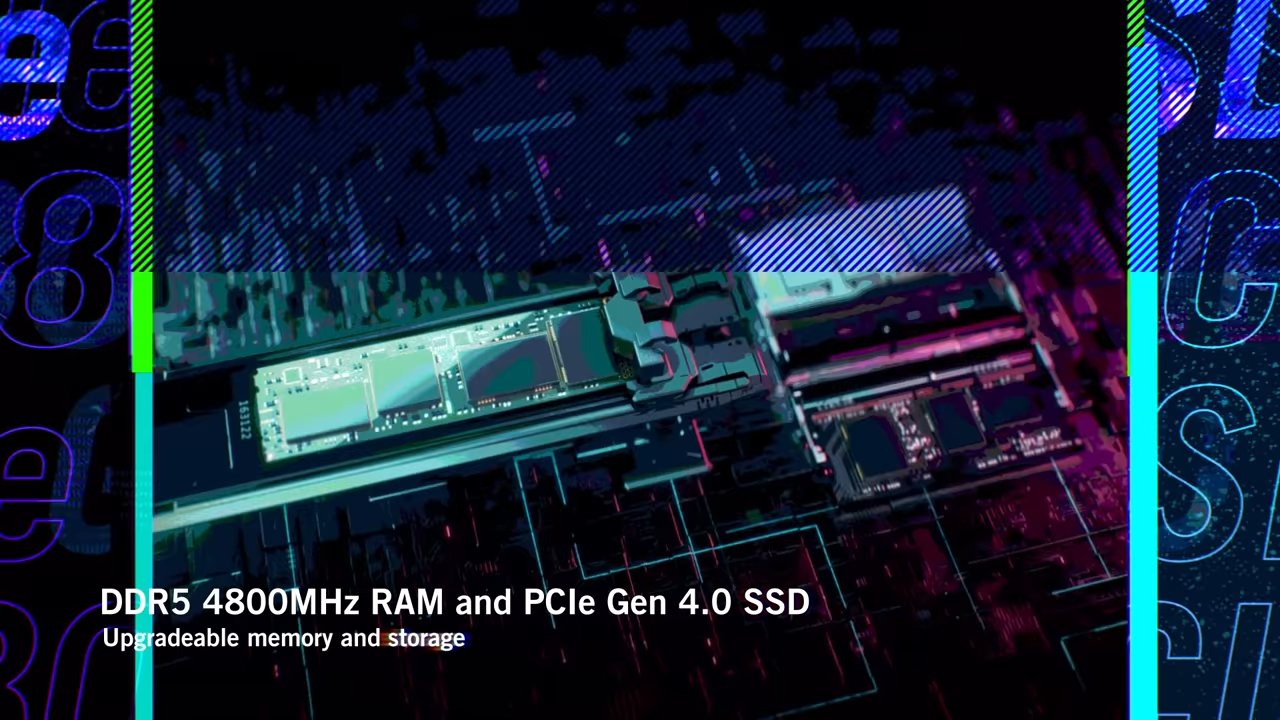 163122
DDR5 4800MHz RAM and PCIe Gen 4.0 SSD
Upgradeable memory and storage